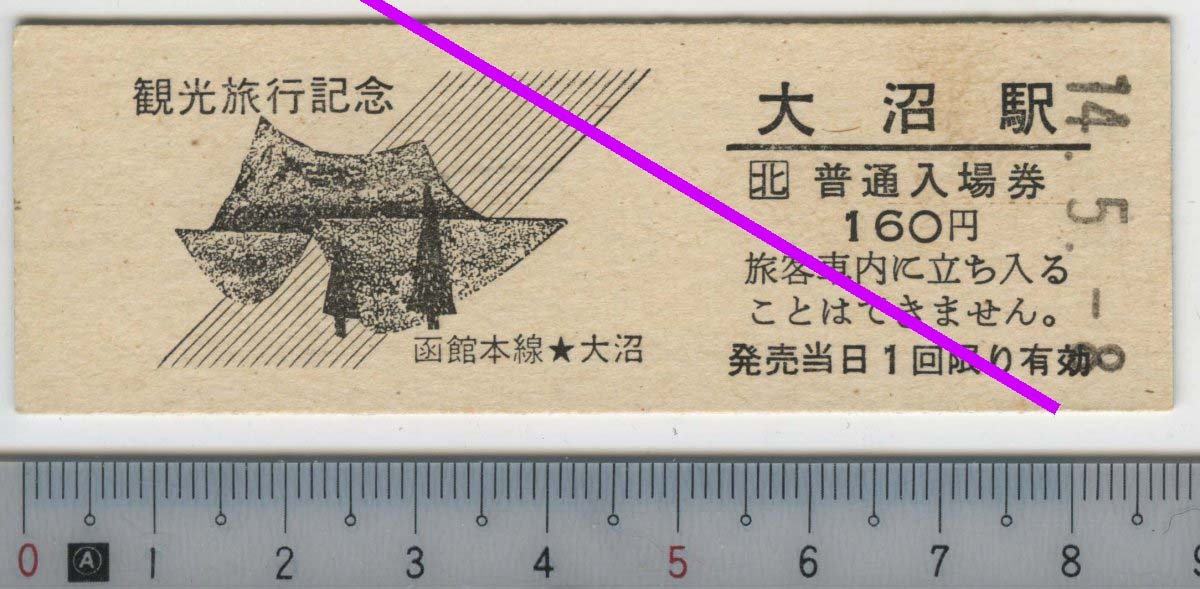 観光旅行記念
函館本線★大沼
大沼駅
北 普通入場券
160円
旅客車内に立ち入る
ことはできません。
発売当日1回限り有効
14.5.-8
0 A 1 2 3 4 5 6 7 8 9